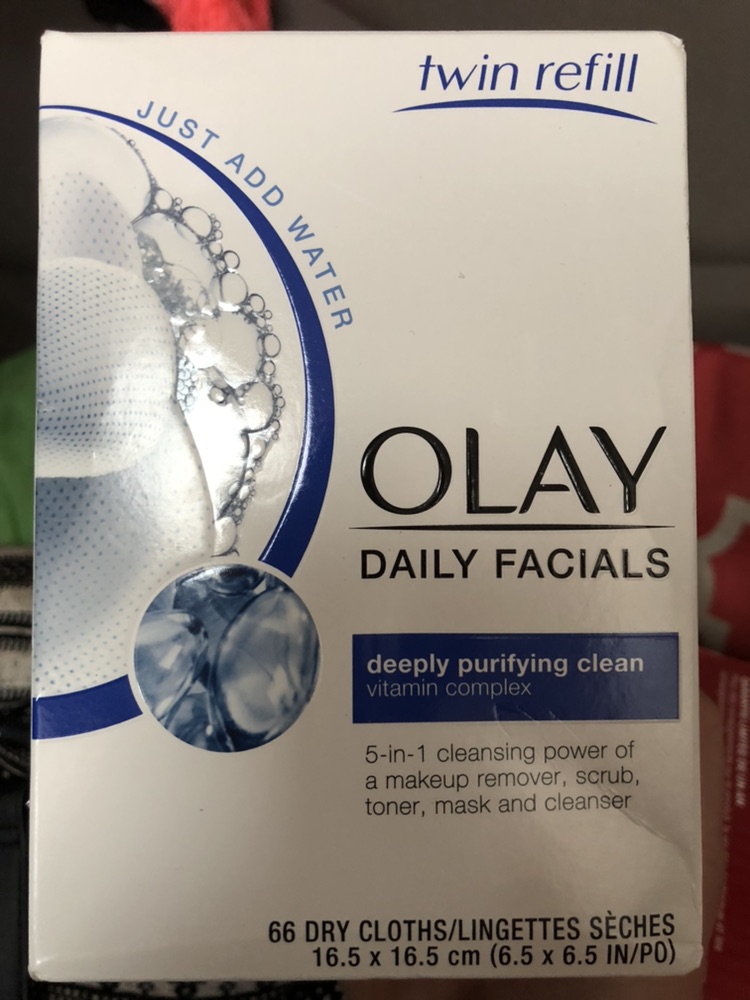 twin refill
JUST ADD WATER
OLAY
DAILY FACIALS
deeply purifying clean
vitamin complex
5-in-1 cleansing power of
a makeup remover, scrub,
toner, mask and cleanser
66 DRY CLOTHS/LINGETTES SÈCHES
16.5 x 16.5 cm (6.5 x 6.5 IN/PO)